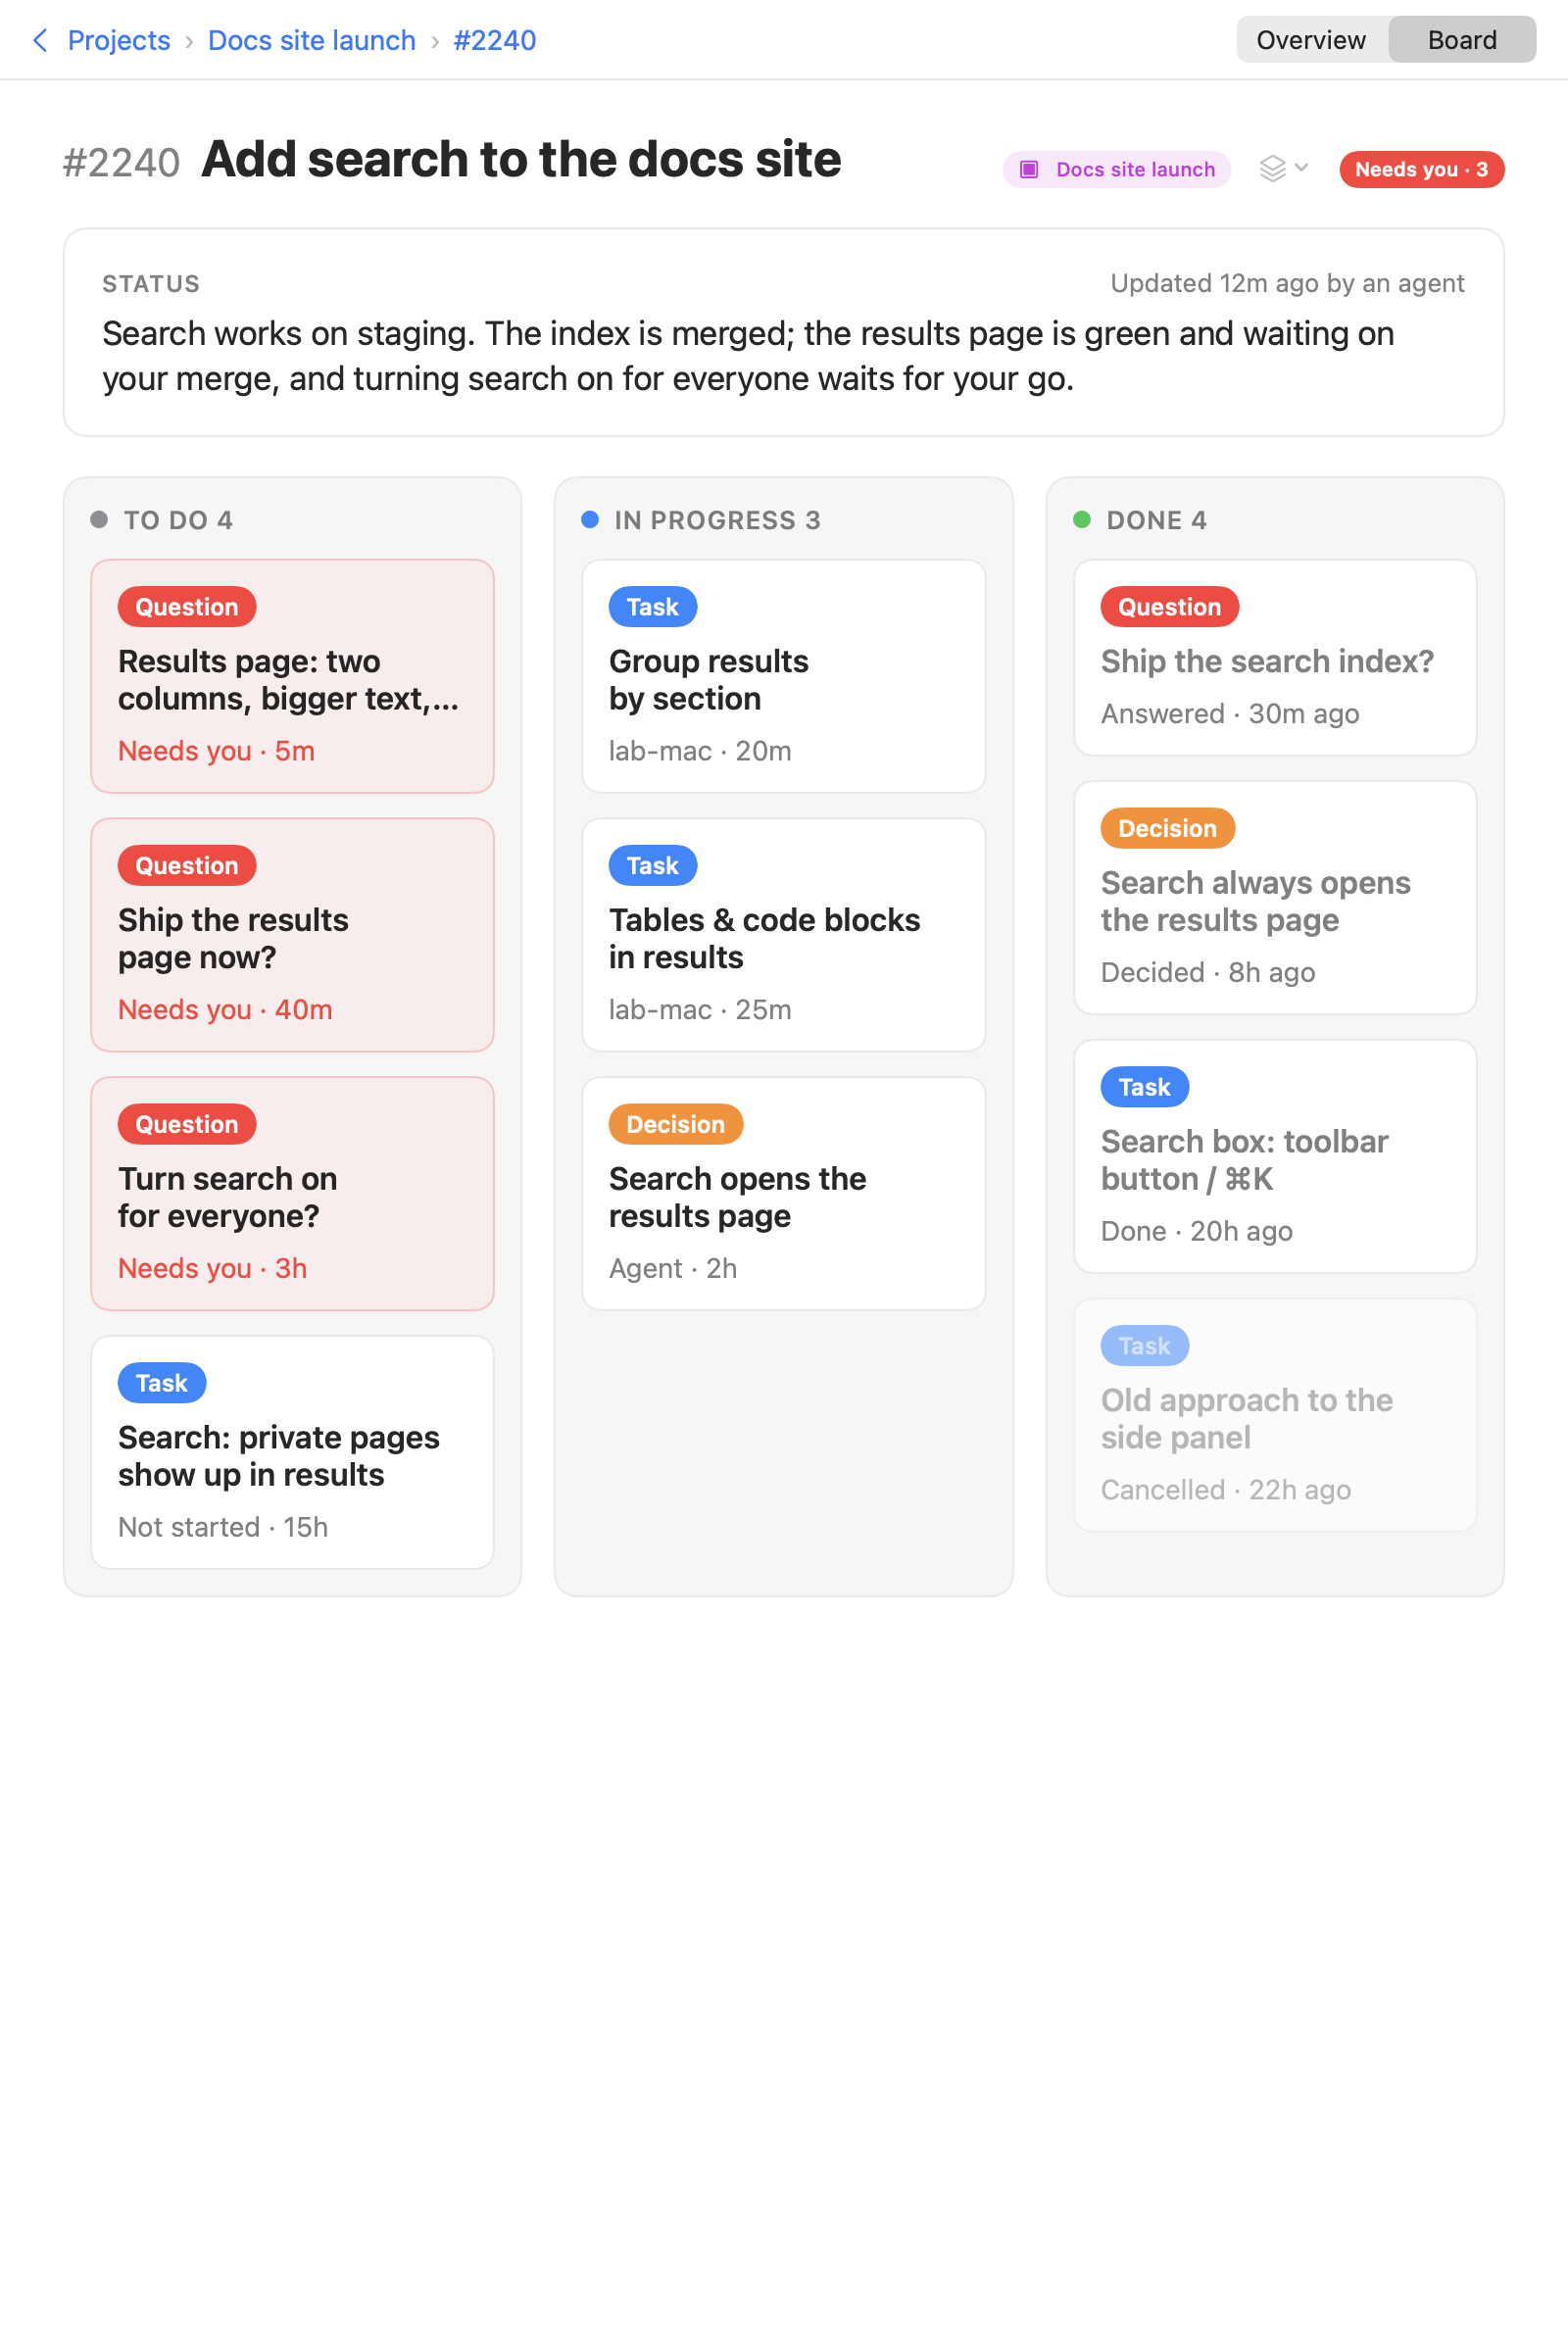 Projects › Docs site launch › #2240
Overview
Board
#2240 Add search to the docs site
Docs site launch
Needs you · 3
STATUS
Updated 12m ago by an agent
Search works on staging. The index is merged; the results page is green and waiting on
your merge, and turning search on for everyone waits for your go.
TO DO 4
Question
Results page: two
columns, bigger text,...
Needs you · 5m
Question
Ship the results
page now?
Needs you · 40m
Question
Turn search on
for everyone?
Needs you · 3h
Task
Search: private pages
show up in results
Not started · 15h
IN PROGRESS 3
Task
Group results
by section
lab-mac · 20m
Task
Tables & code blocks
in results
lab-mac · 25m
Decision
Search opens the
results page
Agent · 2h
DONE 4
Question
Ship the search index?
Answered · 30m ago
Decision
Search always opens
the results page
Decided · 8h ago
Task
Search box: toolbar
button / ⌘K
Done · 20h ago
Task
Old approach to the
side panel
Cancelled · 22h ago